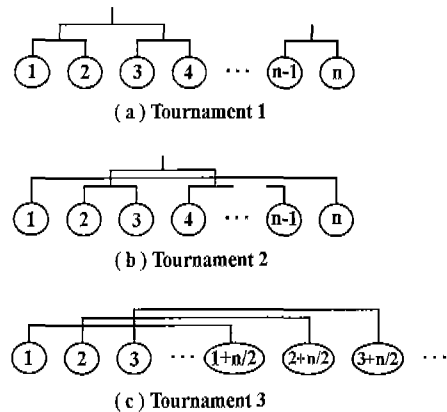 1 2 3 4 ··· n-1 n
( a ) Tournament 1
1 2 3 4 ··· n-1 n
( b ) Tournament 2
1 2 3 ··· 1+n/2 2+n/2 3+n/2 ···
( c ) Tournament 3